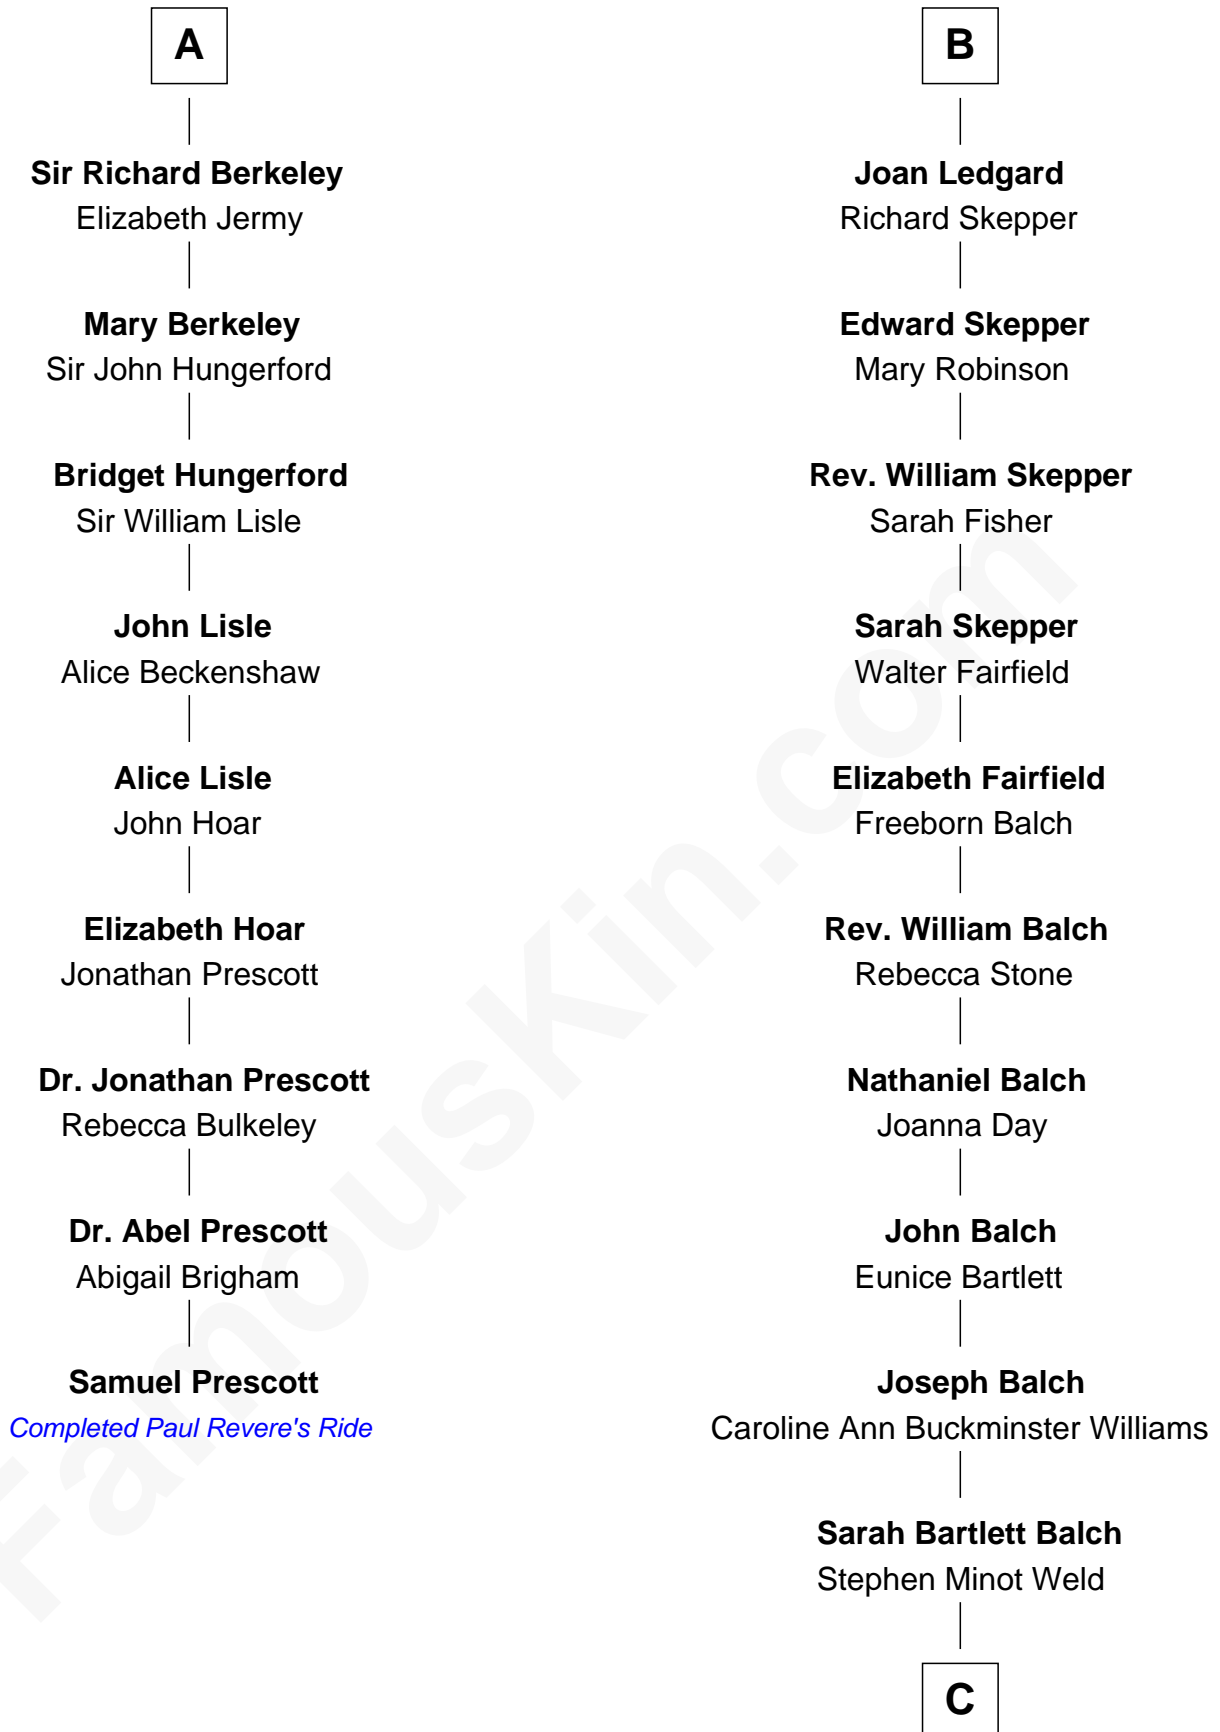 A
Sir Richard Berkeley
Elizabeth Jermy
Mary Berkeley
Sir John Hungerford
Bridget Hungerford
Sir William Lisle
John Lisle
Alice Beckenshaw
Alice Lisle
John Hoar
Elizabeth Hoar
Jonathan Prescott
Dr. Jonathan Prescott
Rebecca Bulkeley
Dr. Abel Prescott
Abigail Brigham
Samuel Prescott
Completed Paul Revere's Ride
B
Joan Ledgard
Richard Skepper
Edward Skepper
Mary Robinson
Rev. William Skepper
Sarah Fisher
Sarah Skepper
Walter Fairfield
Elizabeth Fairfield
Freeborn Balch
Rev. William Balch
Rebecca Stone
Nathaniel Balch
Joanna Day
John Balch
Eunice Bartlett
Joseph Balch
Caroline Ann Buckminster Williams
Sarah Bartlett Balch
Stephen Minot Weld
C
FamousKin.com